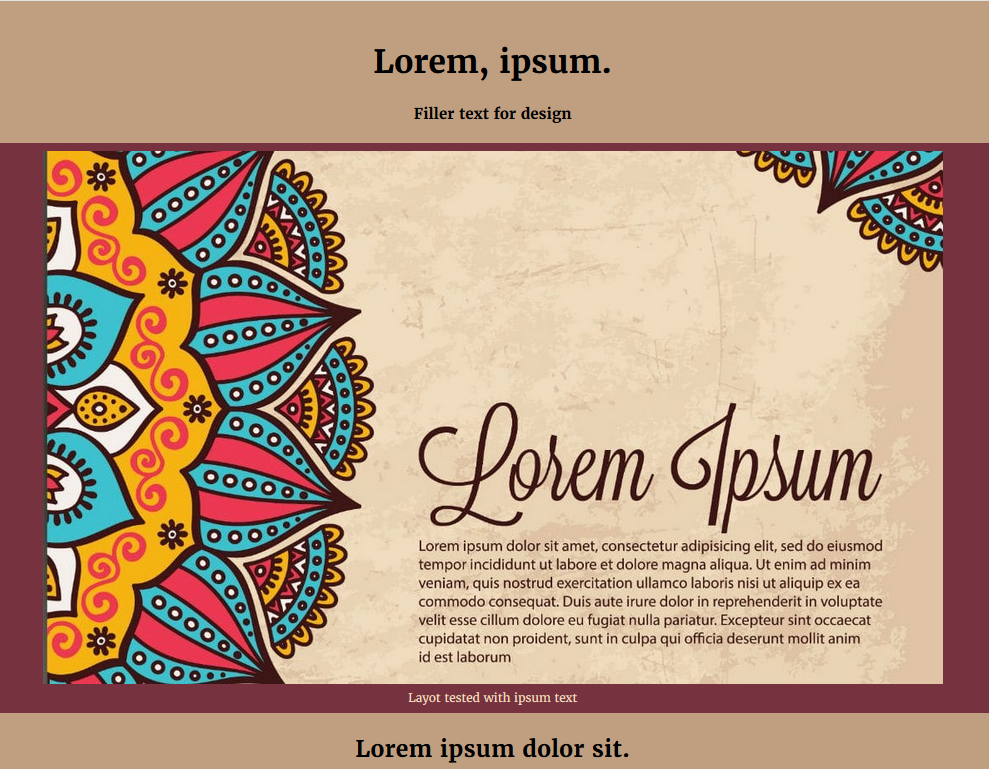 Lorem, ipsum.
Filler text for design
Lorem Ipsum
Lorem ipsum dolor sit amet, consectetur adipisicing elit, sed do eiusmod
tempor incididunt ut labore et dolore magna aliqua. Ut enim ad minim
veniam, quis nostrud exercitation ullamco laboris nisi ut aliquip ex ea
commodo consequat. Duis aute irure dolor in reprehenderit in voluptate
velit esse cillum dolore eu fugiat nulla pariatur. Excepteur sint occaecat
cupidatat non proident, sunt in culpa qui officia deserunt mollit anim
id est laborum
Layot tested with ipsum text
Lorem ipsum dolor sit.